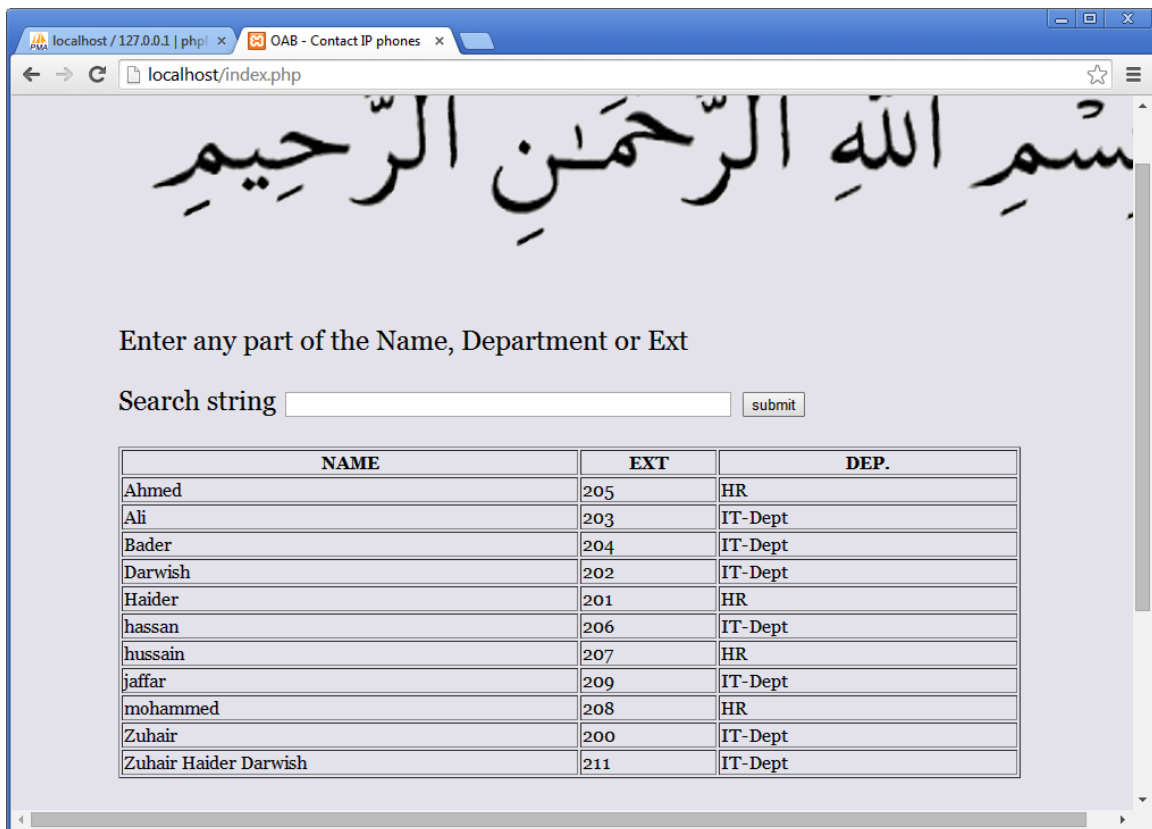 localhost / 127.0.0.1 | phpl
OAB - Contact IP phones
localhost/index.php
بِسْمِ اللّٰهِ الرَّحْمَـٰنِ الرَّحِيمِ
Enter any part of the Name, Department or Ext
Search string submit
NAME EXT DEP.
Ahmed 205 HR
Ali 203 IT-Dept
Bader 204 IT-Dept
Darwish 202 IT-Dept
Haider 201 HR
hassan 206 IT-Dept
hussain 207 HR
jaffar 209 IT-Dept
mohammed 208 HR
Zuhair 200 IT-Dept
Zuhair Haider Darwish 211 IT-Dept